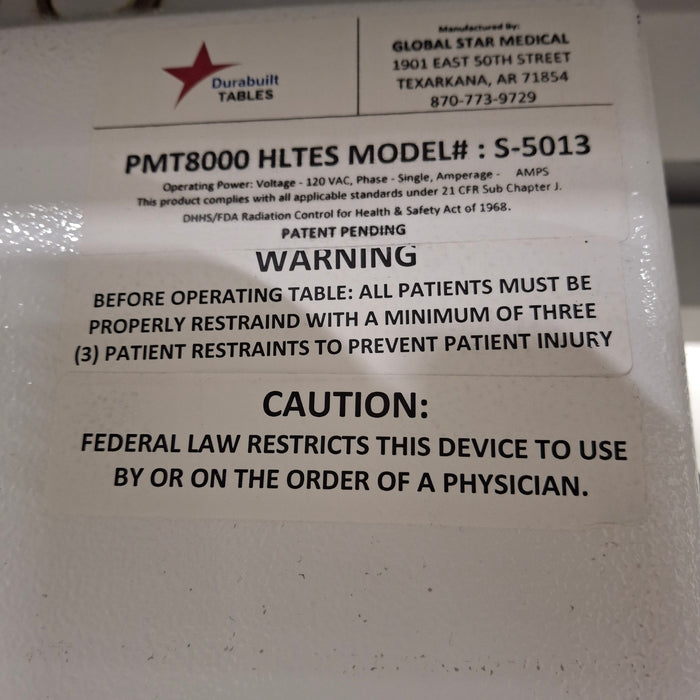 Durabuilt
TABLES
Manufactured By:
GLOBAL STAR MEDICAL
1901 EAST 50TH STREET
TEXARKANA, AR 71854
870-773-9729
PMT8000 HLTES MODEL# : S-5013
Operating Power: Voltage - 120 VAC, Phase - Single, Amperage - AMPS
This product complies with all applicable standards under 21 CFR Sub Chapter J.
DHHS/FDA Radiation Control for Health & Safety Act of 1968.
PATENT PENDING
WARNING
BEFORE OPERATING TABLE: ALL PATIENTS MUST BE
PROPERLY RESTRAIND WITH A MINIMUM OF THREE
(3) PATIENT RESTRAINTS TO PREVENT PATIENT INJURY
CAUTION:
FEDERAL LAW RESTRICTS THIS DEVICE TO USE
BY OR ON THE ORDER OF A PHYSICIAN.